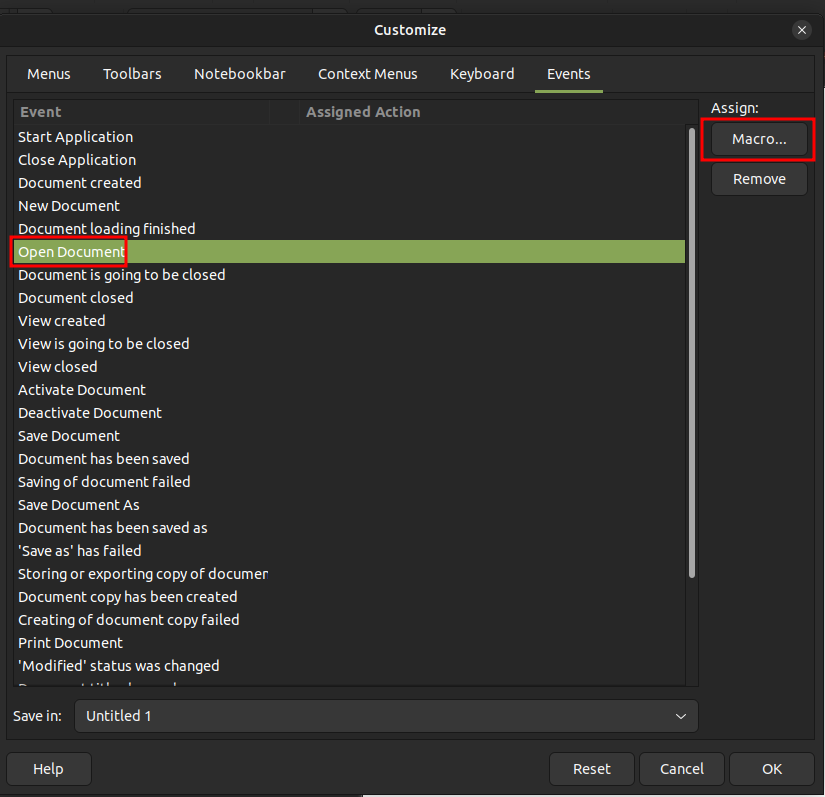 Customize
Menus Toolbars Notebookbar Context Menus Keyboard Events
Event Assigned Action
Assign:
Macro...
Remove
Start Application
Close Application
Document created
New Document
Document loading finished
Open Document
Document is going to be closed
Document closed
View created
View is going to be closed
View closed
Activate Document
Deactivate Document
Save Document
Document has been saved
Saving of document failed
Save Document As
Document has been saved as
'Save as' has failed
Storing or exporting copy of documen
Document copy has been created
Creating of document copy failed
Print Document
'Modified' status was changed
Save in: Untitled 1
Help Reset Cancel OK